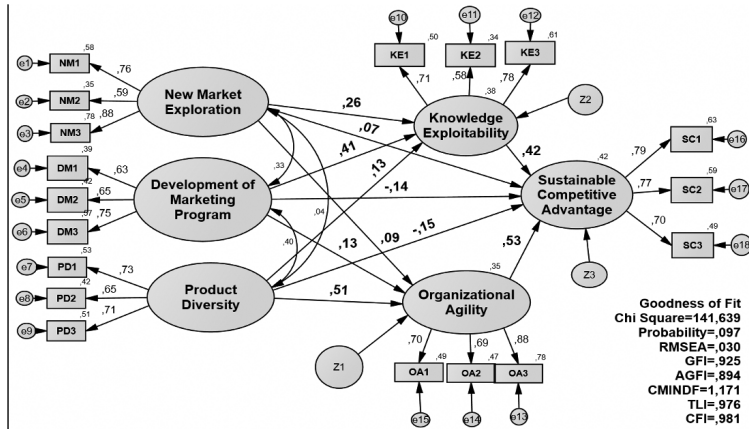 e10
e11
e12
,50
,34
,61
KE1
KE2
KE3
,71
,58
,78
,38
e1
NM1
,58
,76
e2
NM2
,35
,59
e3
NM3
,78
,88
New Market
Exploration
Knowledge
Exploitability
Z2
,26
,07
,41
,13
,42
,33
e4
DM1
,39
,63
e5
DM2
,42
,65
e6
DM3
,57
,75
Development of
Marketing
Program
-,14
,04
-,15
,09
,13
,40
,42
Sustainable
Competitive
Advantage
,79
SC1
,63
e16
,77
SC2
,59
e17
,70
SC3
,49
e18
Z3
e7
PD1
,53
,73
e8
PD2
,42
,65
e9
PD3
,51
,71
Product
Diversity
,51
,53
,35
Organizational
Agility
Z1
,70
,69
,88
OA1
,49
OA2
,47
OA3
,78
e15
e14
e13
Goodness of Fit
Chi Square=141,639
Probability=,097
RMSEA=,030
GFI=,925
AGFI=,894
CMINDF=1,171
TLI=,976
CFI=,981